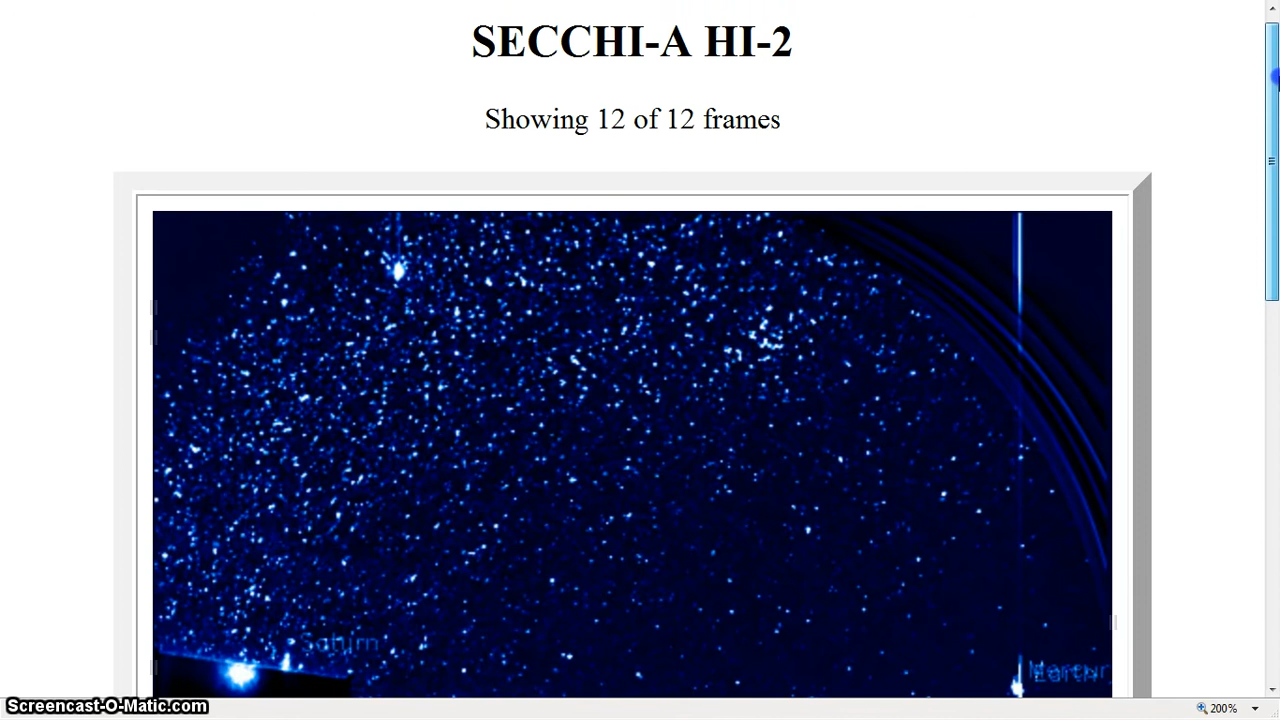 SECCHI-A HI-2
Showing 12 of 12 frames
Saturn
Earth
Screencast-O-Matic.com
200%